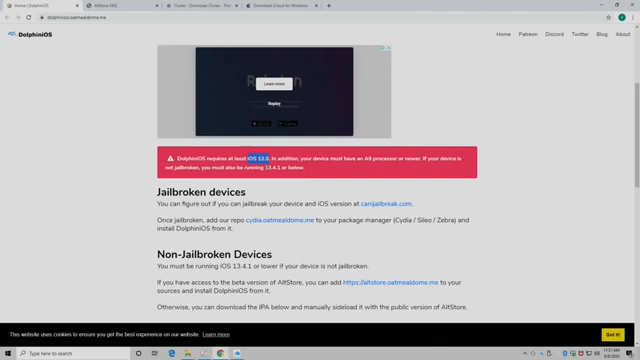 Home | DolphiniOS
AltStore FAQ
iTunes - Download iTunes - The
Download iCloud for Windows
dolphinios.oatmealdome.me
DolphiniOS
Home Patreon Discord Twitter Blog About
Learn more
Replay
DolphiniOS requires at least iOS 12.0. In addition, your device must have an A9 processor or newer. If your device is
not jailbroken, you must also be running 13.4.1 or below.
Jailbroken devices
You can figure out if you can jailbreak your device and iOS version at canijailbreak.com.
Once jailbroken, add our repo cydia.oatmealdome.me to your package manager (Cydia / Sileo / Zebra) and
install DolphiniOS from it.
Non-Jailbroken Devices
You must be running iOS 13.4.1 or lower if your device is not jailbroken.
If you have access to the beta version of AltStore, you can add https://altstore.oatmealdome.me to your
sources and install DolphiniOS from it.
Otherwise, you can download the IPA below and manually sideload it with the public version of AltStore.
This website uses cookies to ensure you get the best experience on our website. Learn more
Got it!
Type here to search